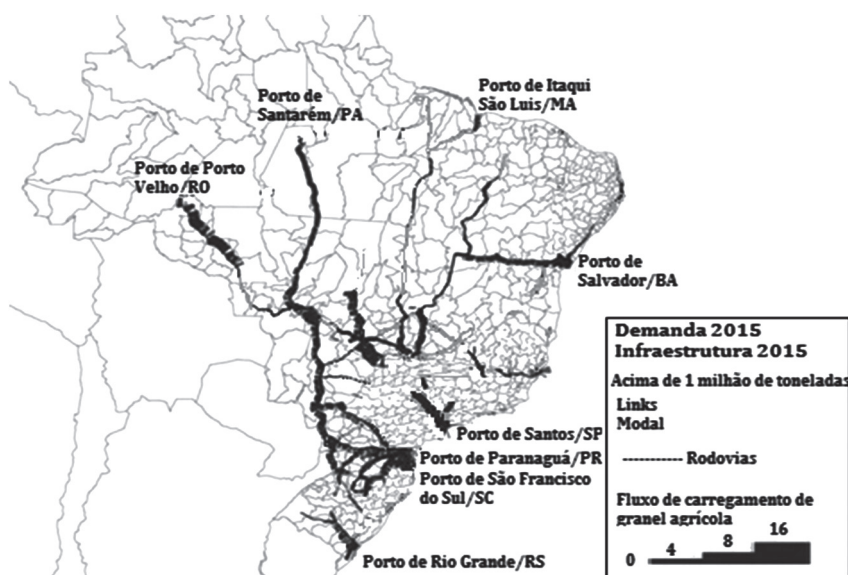 Porto de Itaqui
São Luis/MA
Porto de
Santarém/PA
Porto de Porto
Velho/RO
Porto de
Salvador/BA
Demanda 2015
Infraestrutura 2015
Acima de 1 milhão de toneladas
Links
Modal
Rodovias
Fluxo de carregamento de
granel agrícola
0 4 8 16
Porto de Santos/SP
Porto de Paranaguá/PR
Porto de São Francisco
do Sul/SC
Porto de Rio Grande/RS